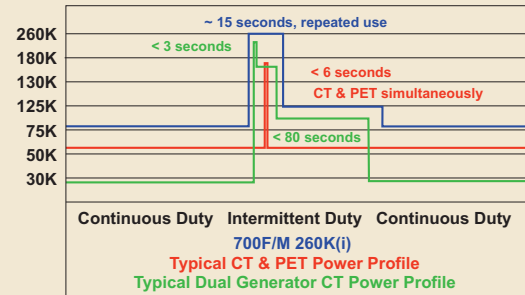 ~ 15 seconds, repeated use
260K
< 3 seconds
180K
< 6 seconds
130K
CT & PET simultaneously
125K
75K
< 80 seconds
50K
30K
Continuous Duty Intermittent Duty Continuous Duty
700F/M 260K(i)
Typical CT & PET Power Profile
Typical Dual Generator CT Power Profile